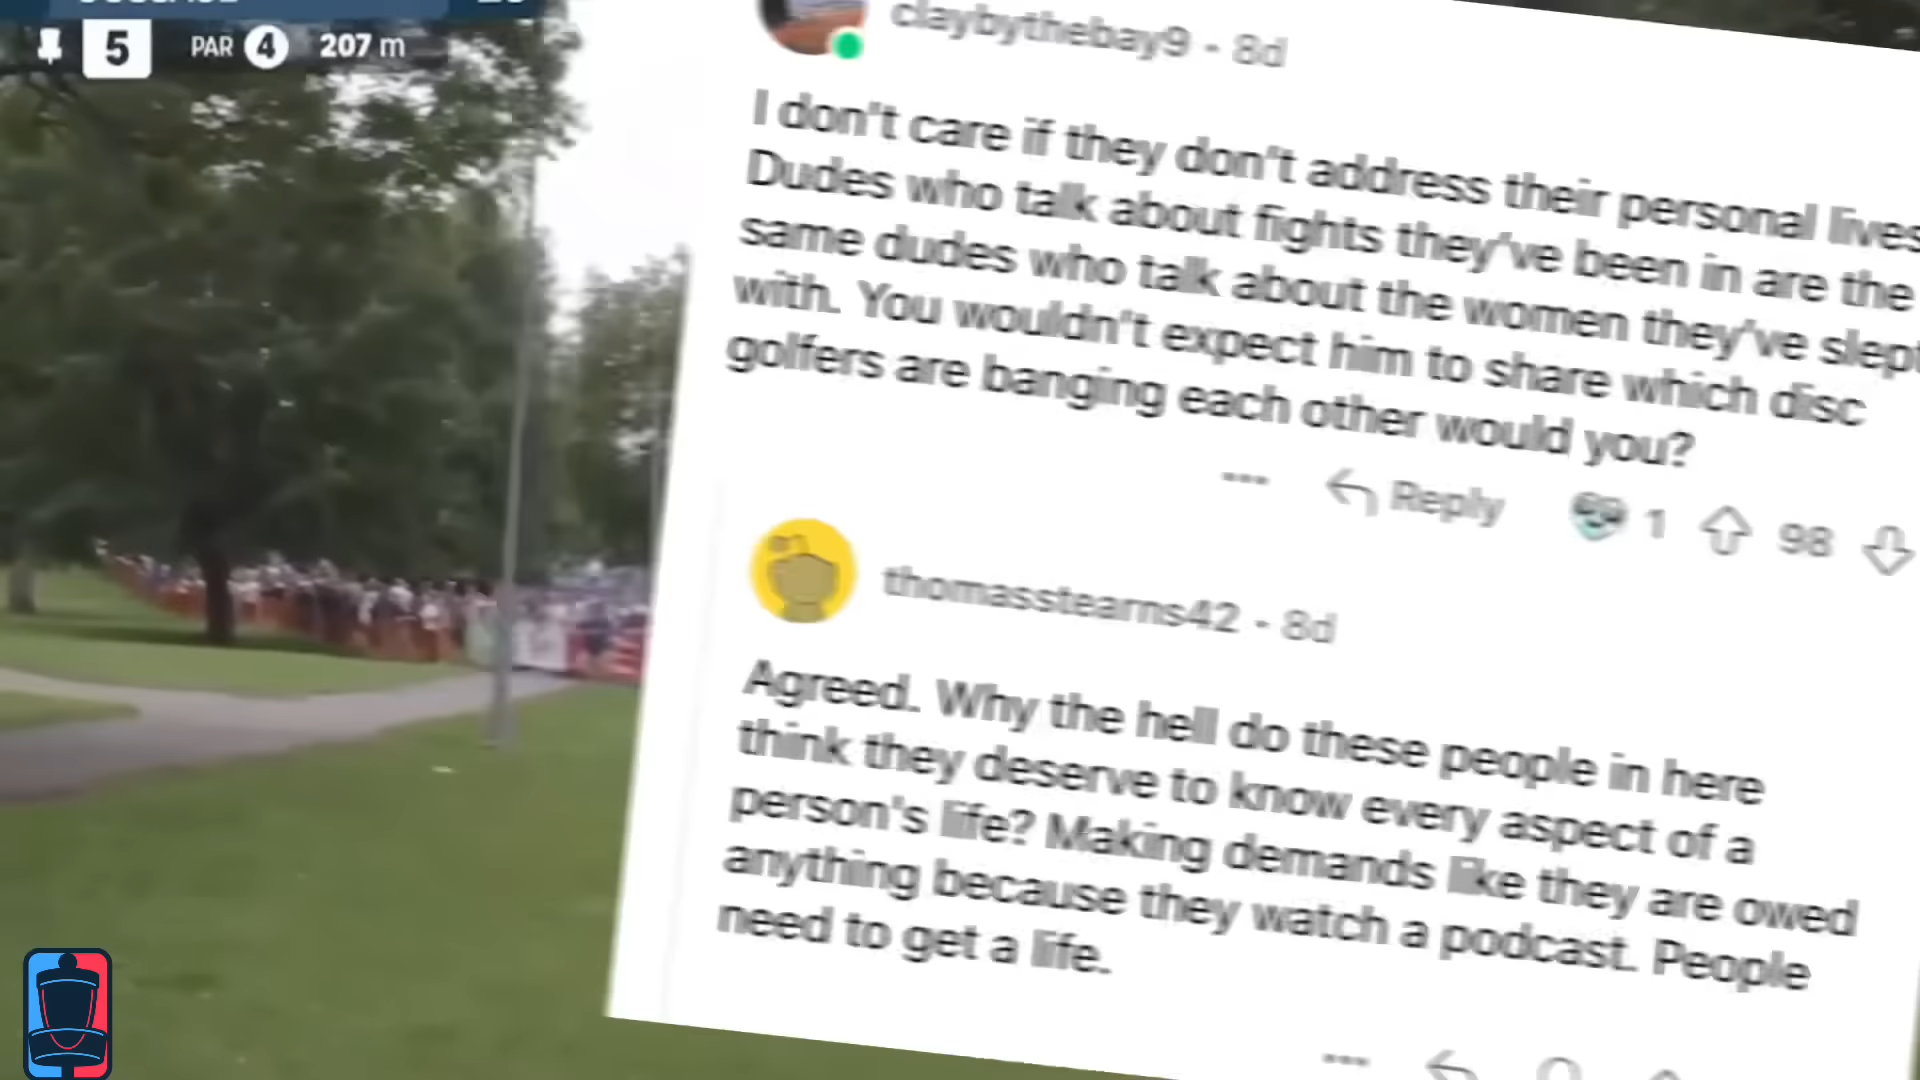 5 PAR 4 207 m
claybythebay9 • 8d
I don't care if they don't address their personal lives
Dudes who talk about fights they've been in are the
same dudes who talk about the women they've slept
with. You wouldn't expect him to share which disc
golfers are banging each other would you?
... Reply 1 98
thomasstearns42 • 8d
Agreed. Why the hell do these people in here
think they deserve to know every aspect of a
person's life? Making demands like they are owed
anything because they watch a podcast. People
need to get a life.
...